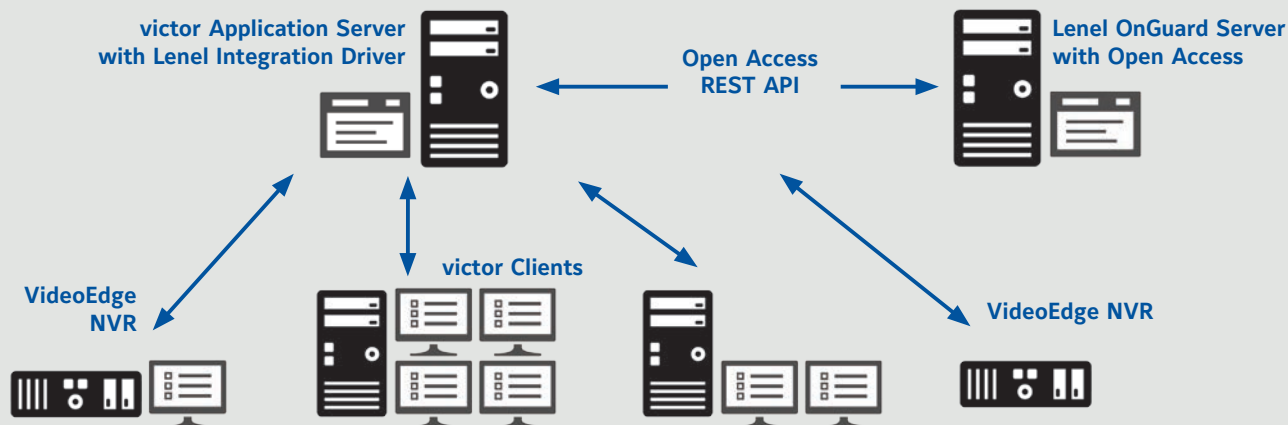 victor Application Server
with Lenel Integration Driver
Open Access
REST API
Lenel OnGuard Server
with Open Access
victor Clients
VideoEdge
NVR
VideoEdge NVR